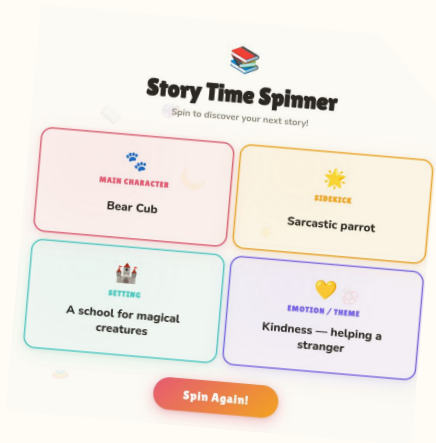 Story Time Spinner
Spin to discover your next story!
MAIN CHARACTER
Bear Cub
SIDEKICK
Sarcastic parrot
SETTING
A school for magical
creatures
EMOTION / THEME
Kindness — helping a
stranger
Spin Again!